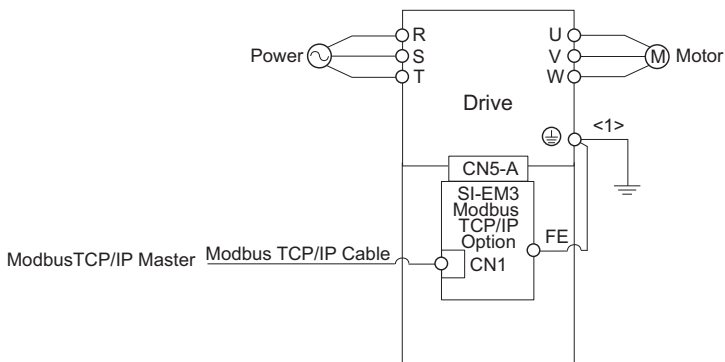 R
U
Power
S
V
M
Motor
T
W
Drive
<1>
CN5-A
SI-EM3
Modbus
TCP/IP
Option
FE
ModbusTCP/IP Master
Modbus TCP/IP Cable
CN1